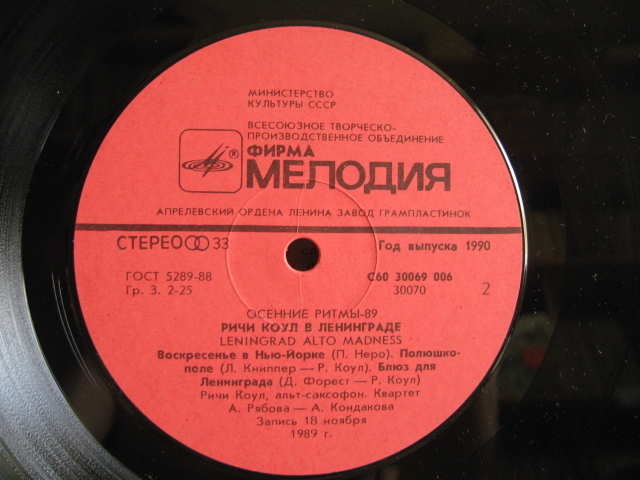 МИНИСТЕРСТВО
КУЛЬТУРЫ СССР
ВСЕСОЮЗНОЕ ТВОРЧЕСКО-
ПРОИЗВОДСТВЕННОЕ ОБЪЕДИНЕНИЕ
®
ФИРМА
МЕЛОДИЯ
АПРЕЛЕВСКИЙ ОРДЕНА ЛЕНИНА ЗАВОД ГРАМПЛАСТИНОК
СТЕРЕО 33
Год выпуска 1990
ГОСТ 5289-88
С60 30069 006
Гр. 3. 2-25
30070
2
ОСЕННИЕ РИТМЫ-89
РИЧИ КОУЛ В ЛЕНИНГРАДЕ
LENINGRAD ALTO MADNESS
Воскресенье в Нью-Йорке (П. Неро). Полюшко-
поле (Л. Книппер — Р. Коул). Блюз для
Ленинграда (Д. Форест — Р. Коул)
Ричи Коул, альт-саксофон. Квартет
А. Рябова — А. Кондакова
Запись 18 ноября
1989 г.